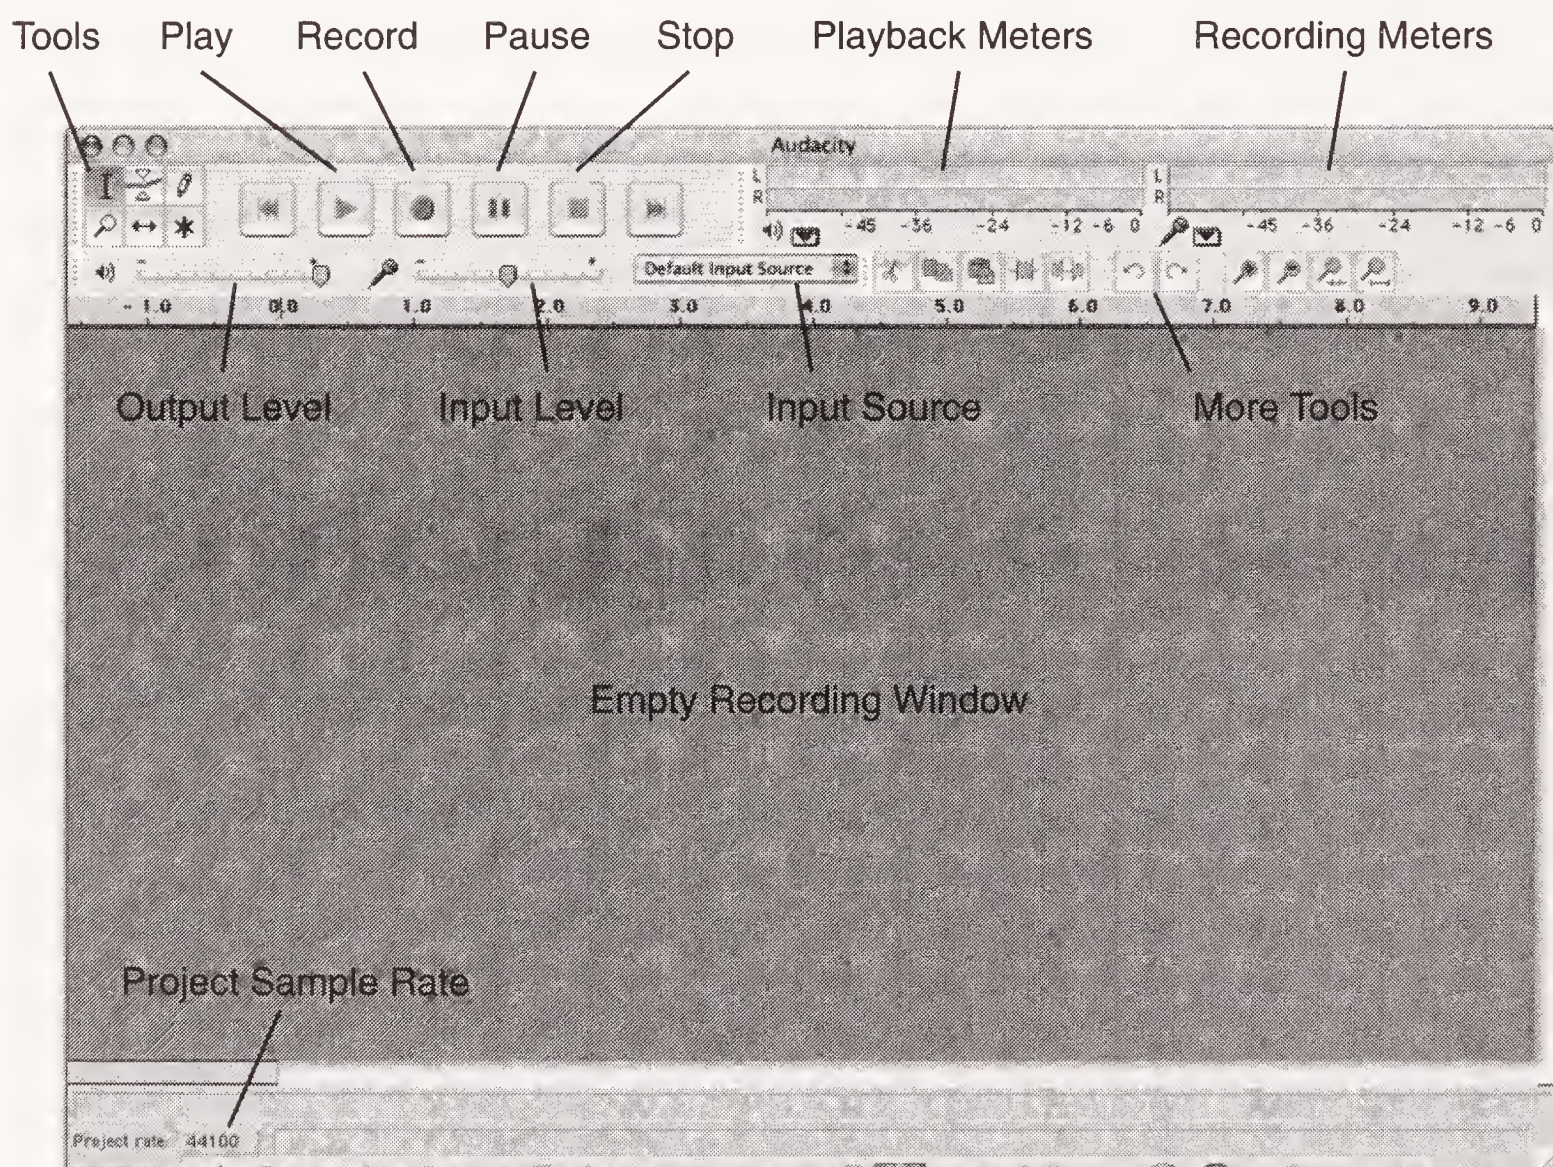 Tools Play Record Pause Stop Playback Meters Recording Meters
Audacity
L
R
-45 -36 -24 -12 -6 0
L
R
-45 -36 -24 -12 -6 0
Default Input Source
- 1.0 0.0 1.0 2.0 3.0 4.0 5.0 6.0 7.0 8.0 9.0
Output Level Input Level Input Source More Tools
Empty Recording Window
Project Sample Rate
Project rate 44100